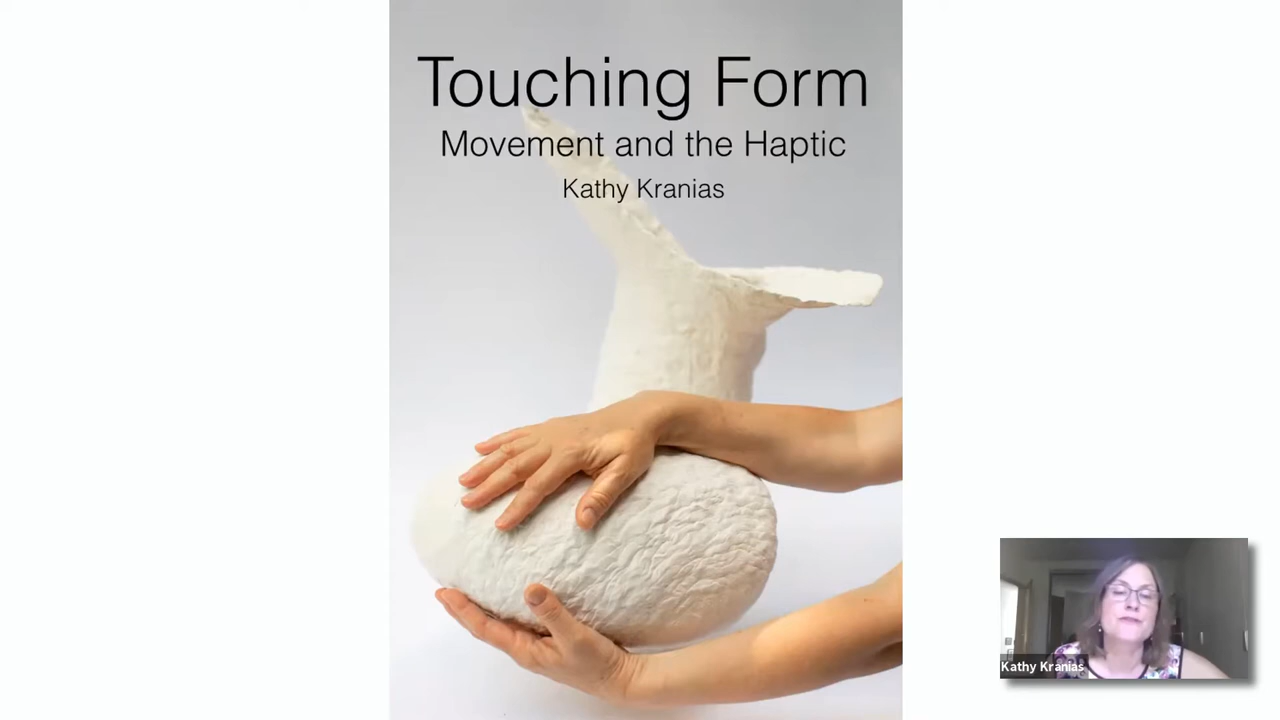 Touching Form
Movement and the Haptic
Kathy Kranias
Kathy Kranias